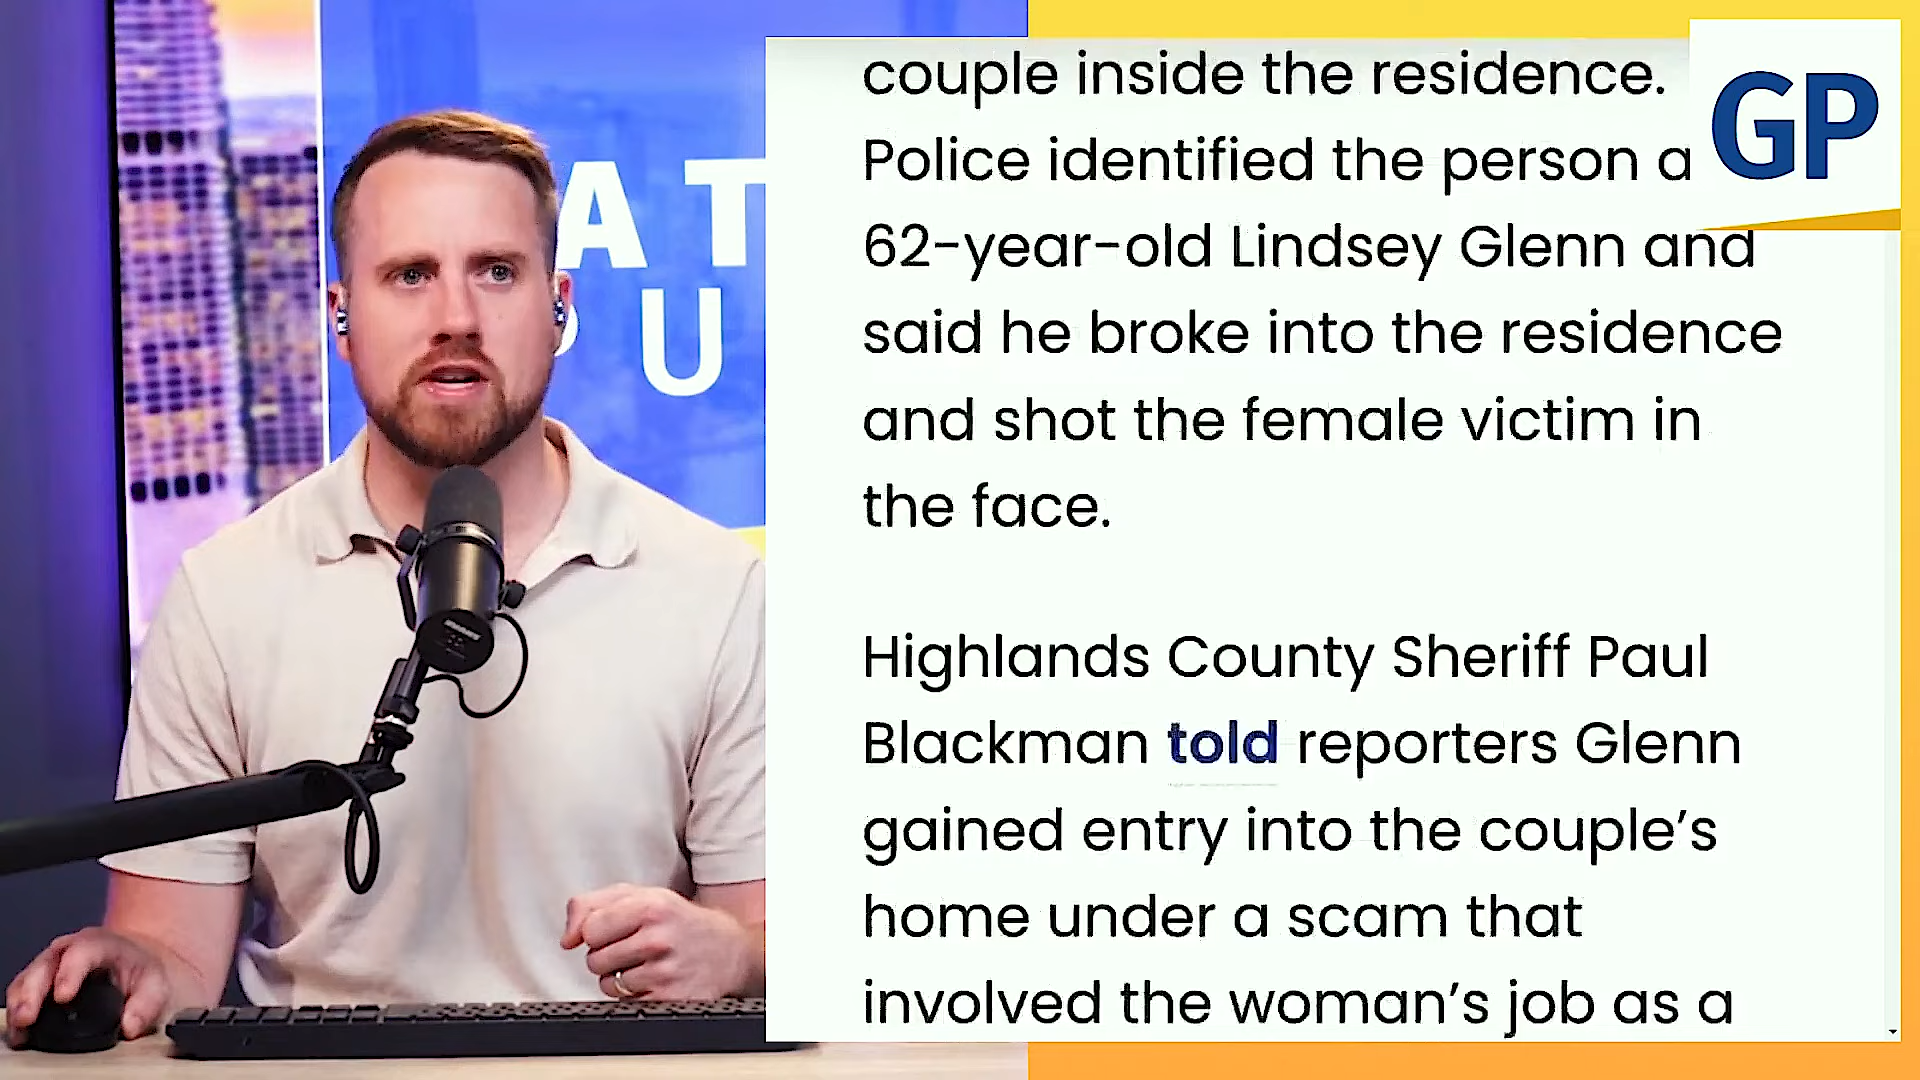 AT
U
GP
couple inside the residence.
Police identified the person a
62-year-old Lindsey Glenn and
said he broke into the residence
and shot the female victim in
the face.
Highlands County Sheriff Paul
Blackman told reporters Glenn
gained entry into the couple’s
home under a scam that
involved the woman’s job as a